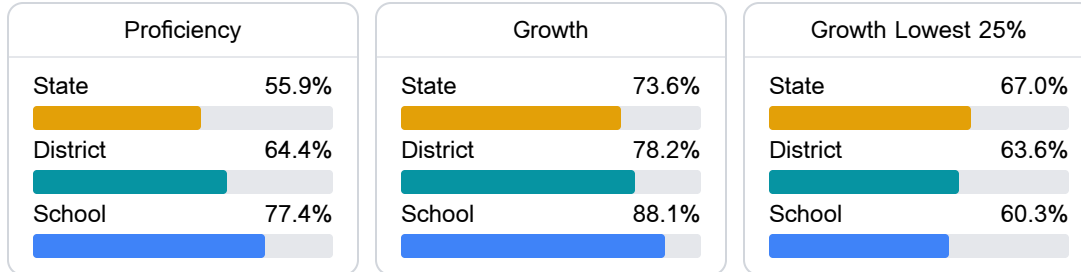 Proficiency
State 55.9%
District 64.4%
School 77.4%
Growth
State 73.6%
District 78.2%
School 88.1%
Growth Lowest 25%
State 67.0%
District 63.6%
School 60.3%